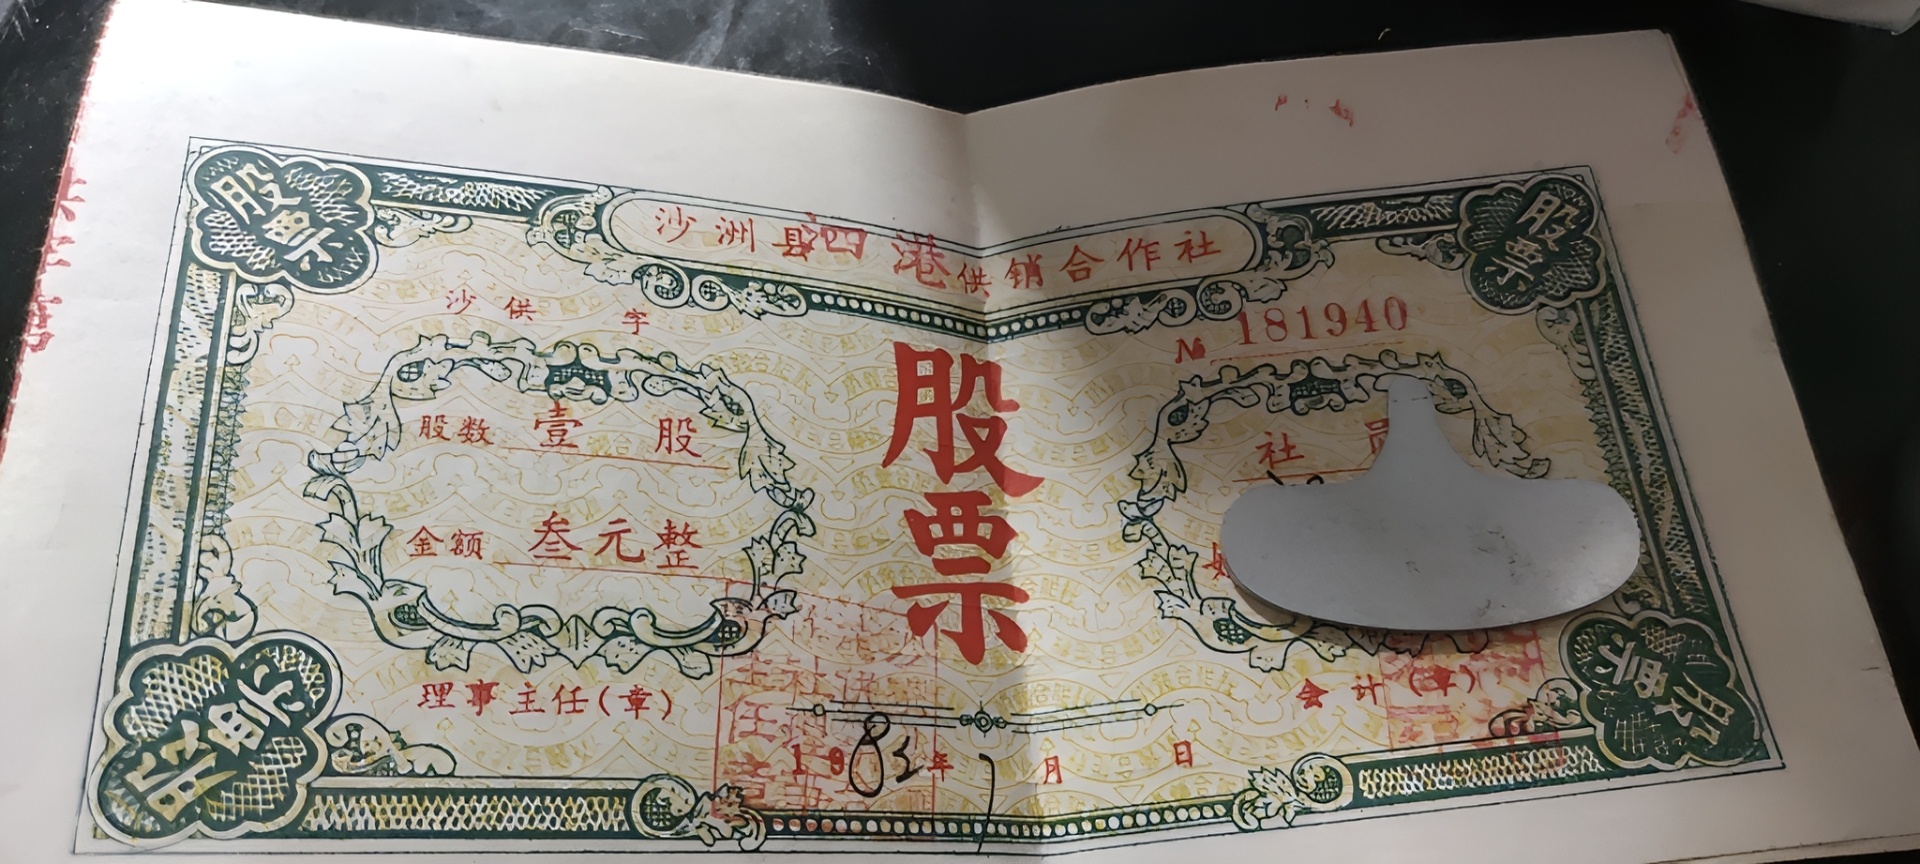 股票
股票
沙洲县泗港供销合作社
沙供 字
№ 181940
股数 壹 股
股票
社 员
金额 叁元整
理事主任(章)
会计(章)
1983年7月 日
股票
股票